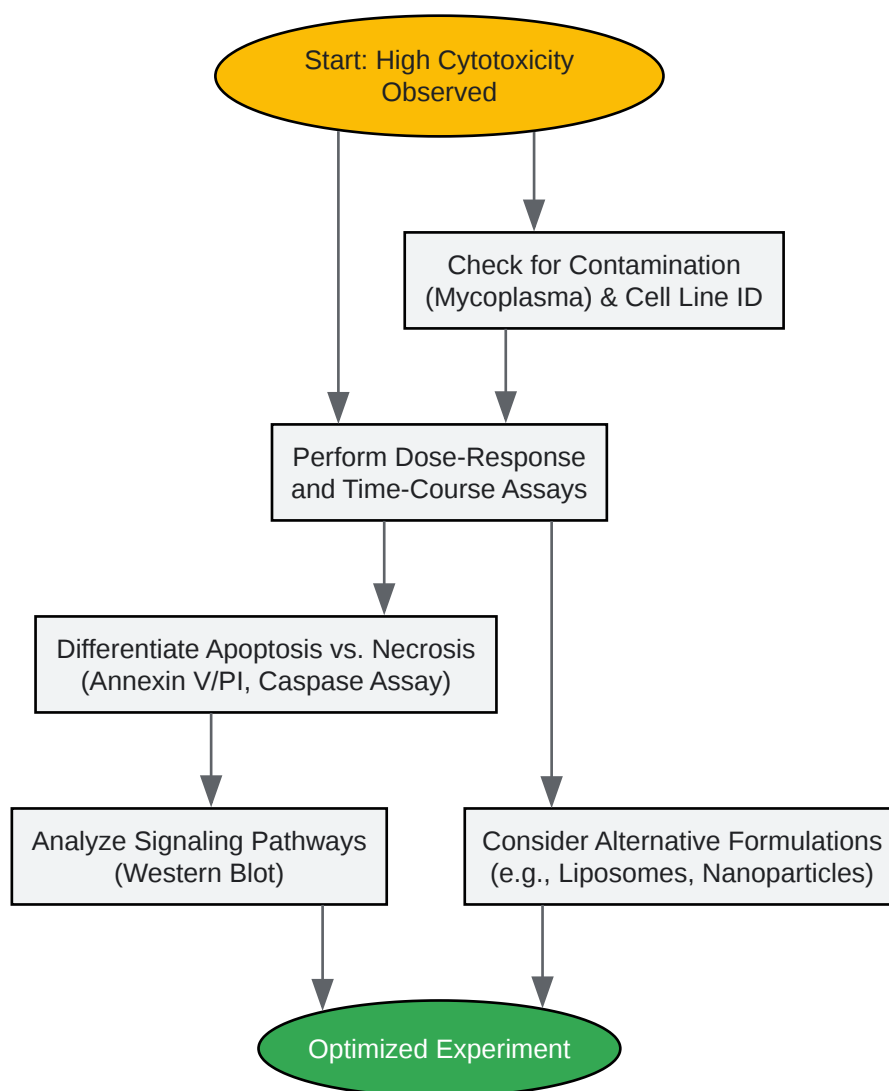 Start: High Cytotoxicity
Observed
Check for Contamination
(Mycoplasma) & Cell Line ID
Perform Dose-Response
and Time-Course Assays
Differentiate Apoptosis vs. Necrosis
(Annexin V/PI, Caspase Assay)
Analyze Signaling Pathways
(Western Blot)
Consider Alternative Formulations
(e.g., Liposomes, Nanoparticles)
Optimized Experiment